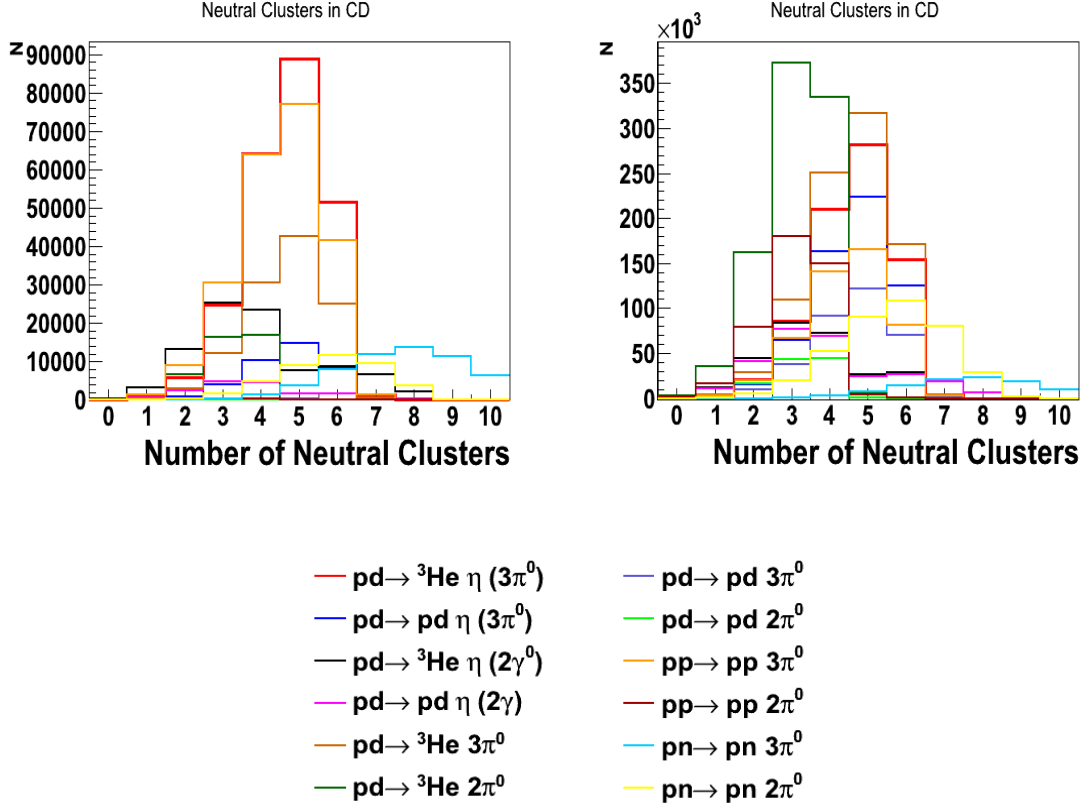 Neutral Clusters in CD
N
90000
80000
70000
60000
50000
40000
30000
20000
10000
0
0 1 2 3 4 5 6 7 8 9 10
Number of Neutral Clusters
Neutral Clusters in CD
×10³
N
350
300
250
200
150
100
50
0
0 1 2 3 4 5 6 7 8 9 10
Number of Neutral Clusters
pd→ ³He η (3π⁰)
pd→ pd η (3π⁰)
pd→ ³He η (2γ⁰)
pd→ pd η (2γ)
pd→ ³He 3π⁰
pd→ ³He 2π⁰
pd→ pd 3π⁰
pd→ pd 2π⁰
pp→ pp 3π⁰
pp→ pp 2π⁰
pn→ pn 3π⁰
pn→ pn 2π⁰